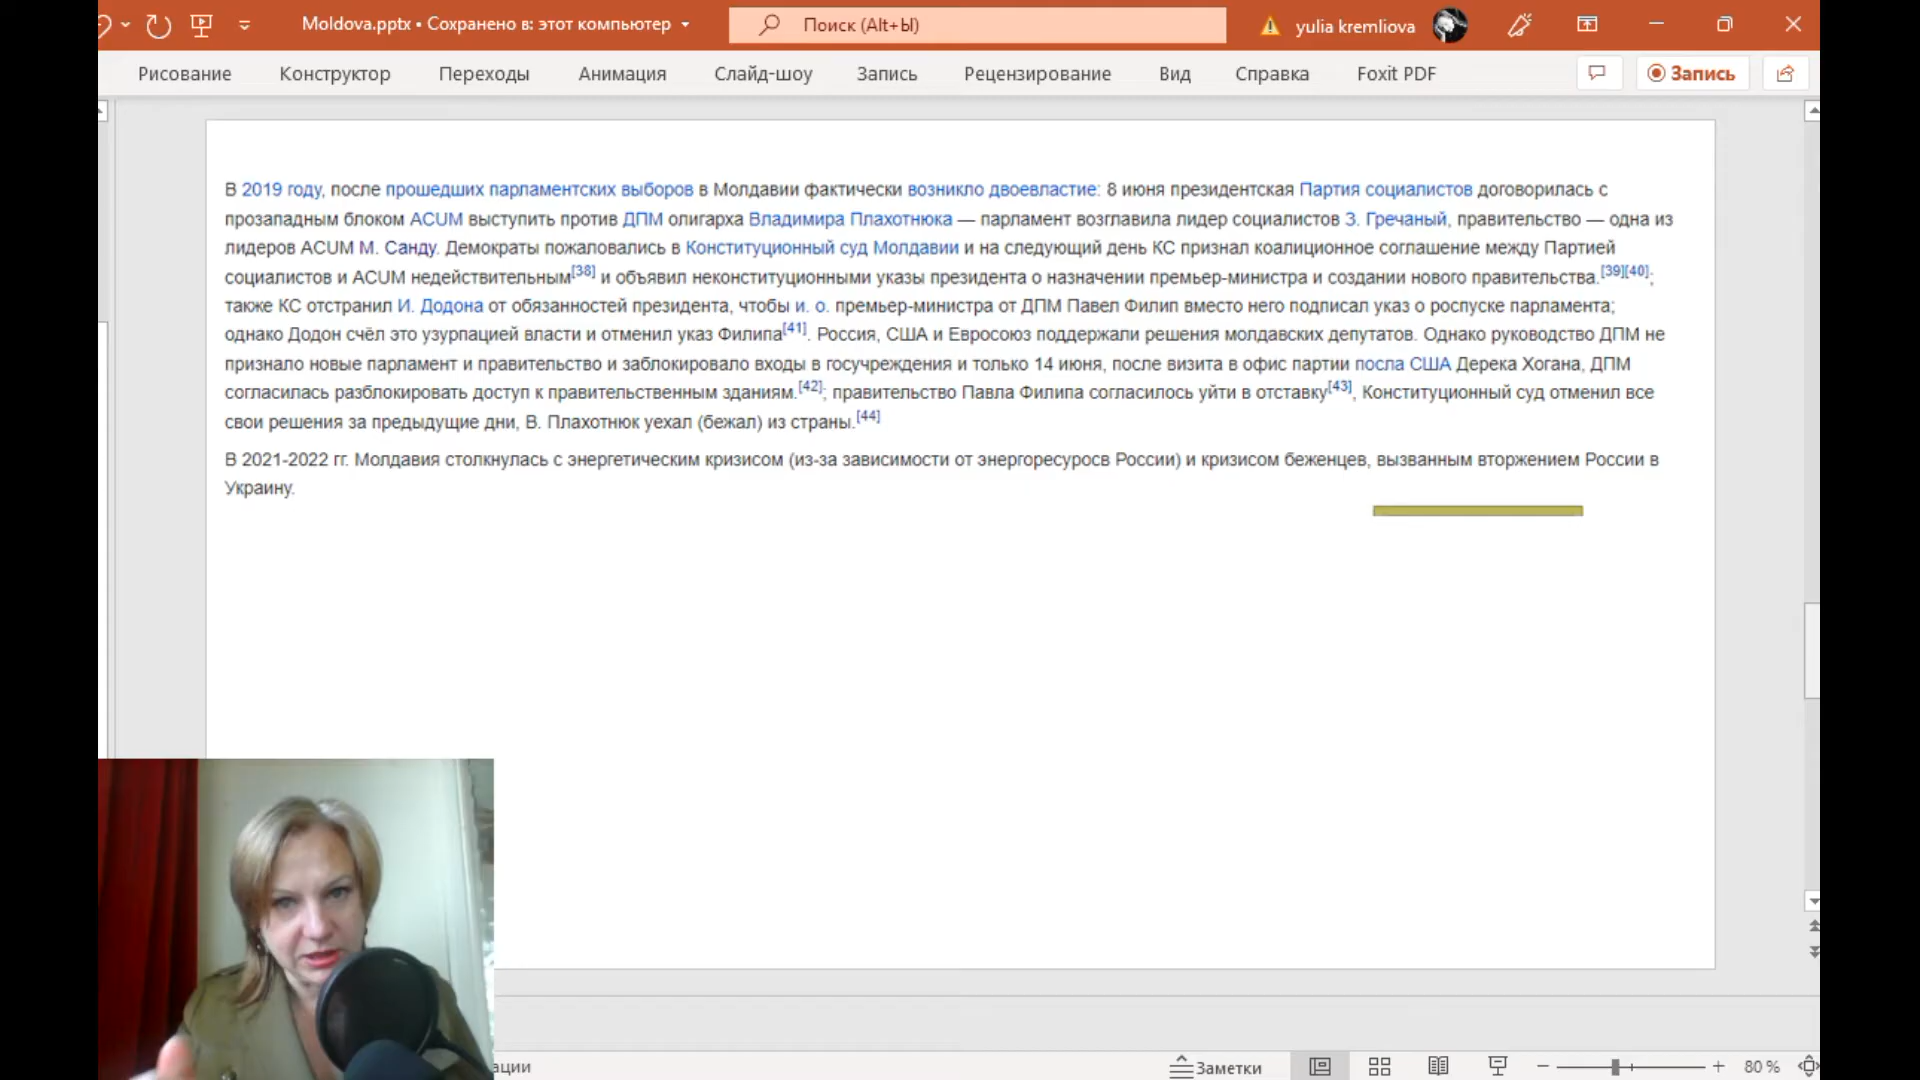 Moldova.pptx • Сохранено в: этот компьютер
Поиск (Alt+Ы)
yulia kremliova
Рисование Конструктор Переходы Анимация Слайд-шоу Запись Рецензирование Вид Справка Foxit PDF
Запись
В 2019 году, после прошедших парламентских выборов в Молдавии фактически возникло двоевластие: 8 июня президентская Партия социалистов договорилась с
прозападным блоком ACUM выступить против ДПМ олигарха Владимира Плахотнюка — парламент возглавила лидер социалистов З. Гречаный, правительство — одна из
лидеров ACUM М. Санду. Демократы пожаловались в Конституционный суд Молдавии и на следующий день КС признал коалиционное соглашение между Партией
социалистов и ACUM недействительным[38] и объявил неконституционными указы президента о назначении премьер-министра и создании нового правительства.[39][40];
также КС отстранил И. Додона от обязанностей президента, чтобы и. о. премьер-министра от ДПМ Павел Филип вместо него подписал указ о роспуске парламента;
однако Додон счёл это узурпацией власти и отменил указ Филипа[41]. Россия, США и Евросоюз поддержали решения молдавских депутатов. Однако руководство ДПМ не
признало новые парламент и правительство и заблокировало входы в госучреждения и только 14 июня, после визита в офис партии посла США Дерека Хогана, ДПМ
согласилась разблокировать доступ к правительственным зданиям.[42]; правительство Павла Филипа согласилось уйти в отставку[43], Конституционный суд отменил все
свои решения за предыдущие дни, В. Плахотнюк уехал (бежал) из страны.[44]
В 2021-2022 гг. Молдавия столкнулась с энергетическим кризисом (из-за зависимости от энергоресуросв России) и кризисом беженцев, вызванным вторжением России в
Украину.
ации
Заметки
80 %